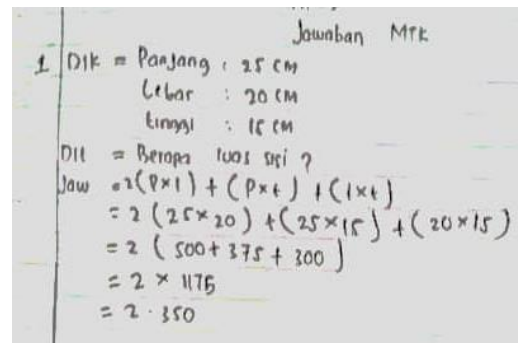 Jawaban MTK
1 Dik = Panjang : 25 cm
Lebar : 20 cm
tinggi : 15 cm
Dit = Berapa luas sisi ?
Jaw = 2(p×l) + (p×t) + (l×t)
= 2 (25×20) + (25×15) + (20×15)
= 2 ( 500 + 375 + 300 )
= 2 × 1175
= 2.350